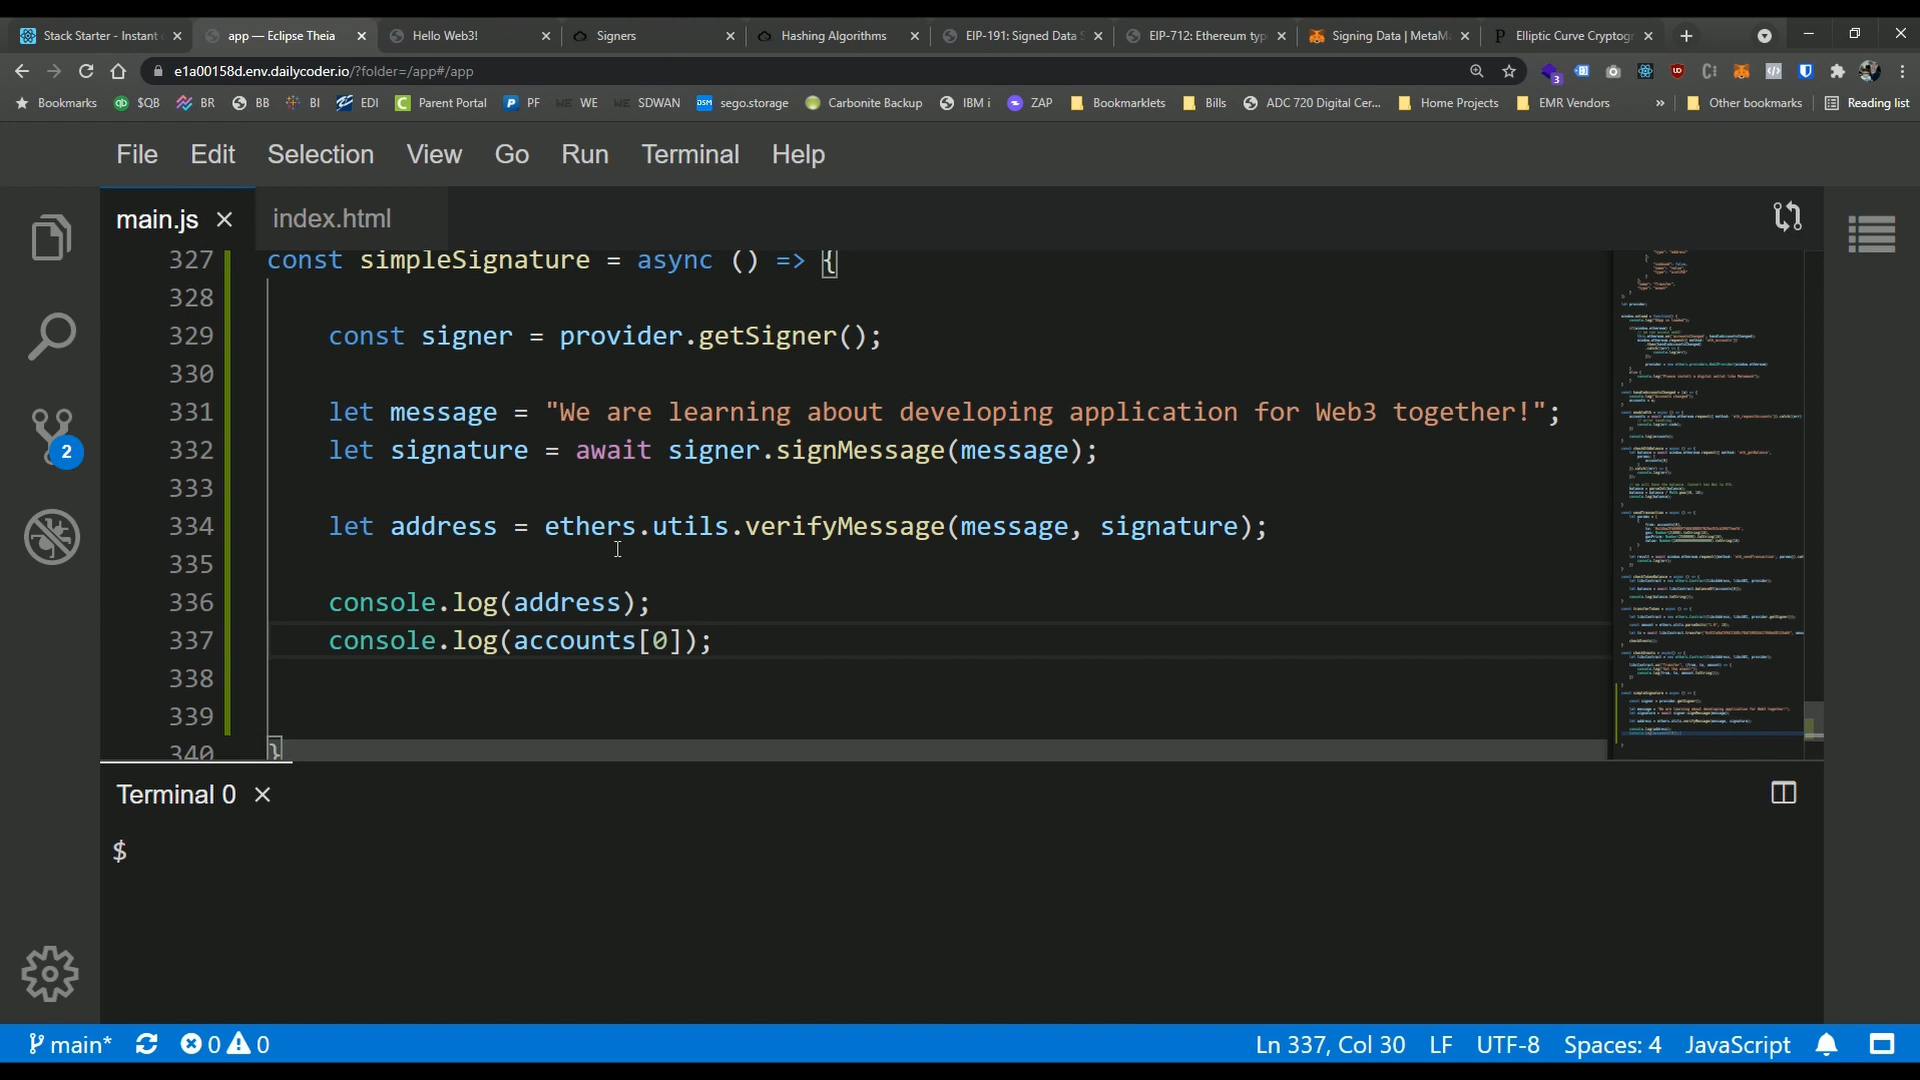 Stack Starter - Instant
app — Eclipse Theia
Hello Web3!
Signers
Hashing Algorithms
EIP-191: Signed Data S
EIP-712: Ethereum typ
Signing Data | MetaM
Elliptic Curve Cryptog
e1a00158d.env.dailycoder.io/?folder=/app#/app
3
Bookmarks $QB BR BB BI EDI Parent Portal PF WE SDWAN sego.storage Carbonite Backup IBM i ZAP Bookmarklets Bills ADC 720 Digital Cer... Home Projects EMR Vendors » Other bookmarks Reading list
File Edit Selection View Go Run Terminal Help
main.js index.html
327 const simpleSignature = async () => {
328
329 const signer = provider.getSigner();
330
331 let message = "We are learning about developing application for Web3 together!";
332 let signature = await signer.signMessage(message);
333
334 let address = ethers.utils.verifyMessage(message, signature);
335
336 console.log(address);
337 console.log(accounts[0]);
338
339
340 }
2
Terminal 0
$
main* 0 0 Ln 337, Col 30 LF UTF-8 Spaces: 4 JavaScript